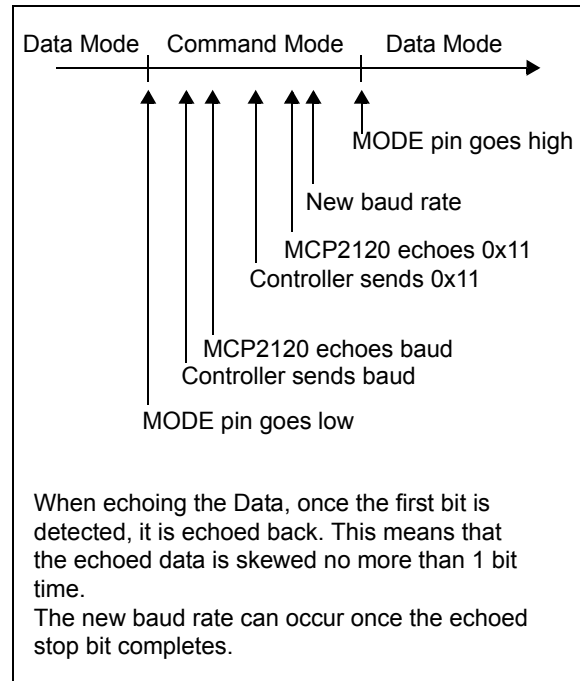 Data Mode Command Mode Data Mode
MODE pin goes high
New baud rate
MCP2120 echoes 0x11
Controller sends 0x11
MCP2120 echoes baud
Controller sends baud
MODE pin goes low
When echoing the Data, once the first bit is
detected, it is echoed back. This means that
the echoed data is skewed no more than 1 bit
time.
The new baud rate can occur once the echoed
stop bit completes.